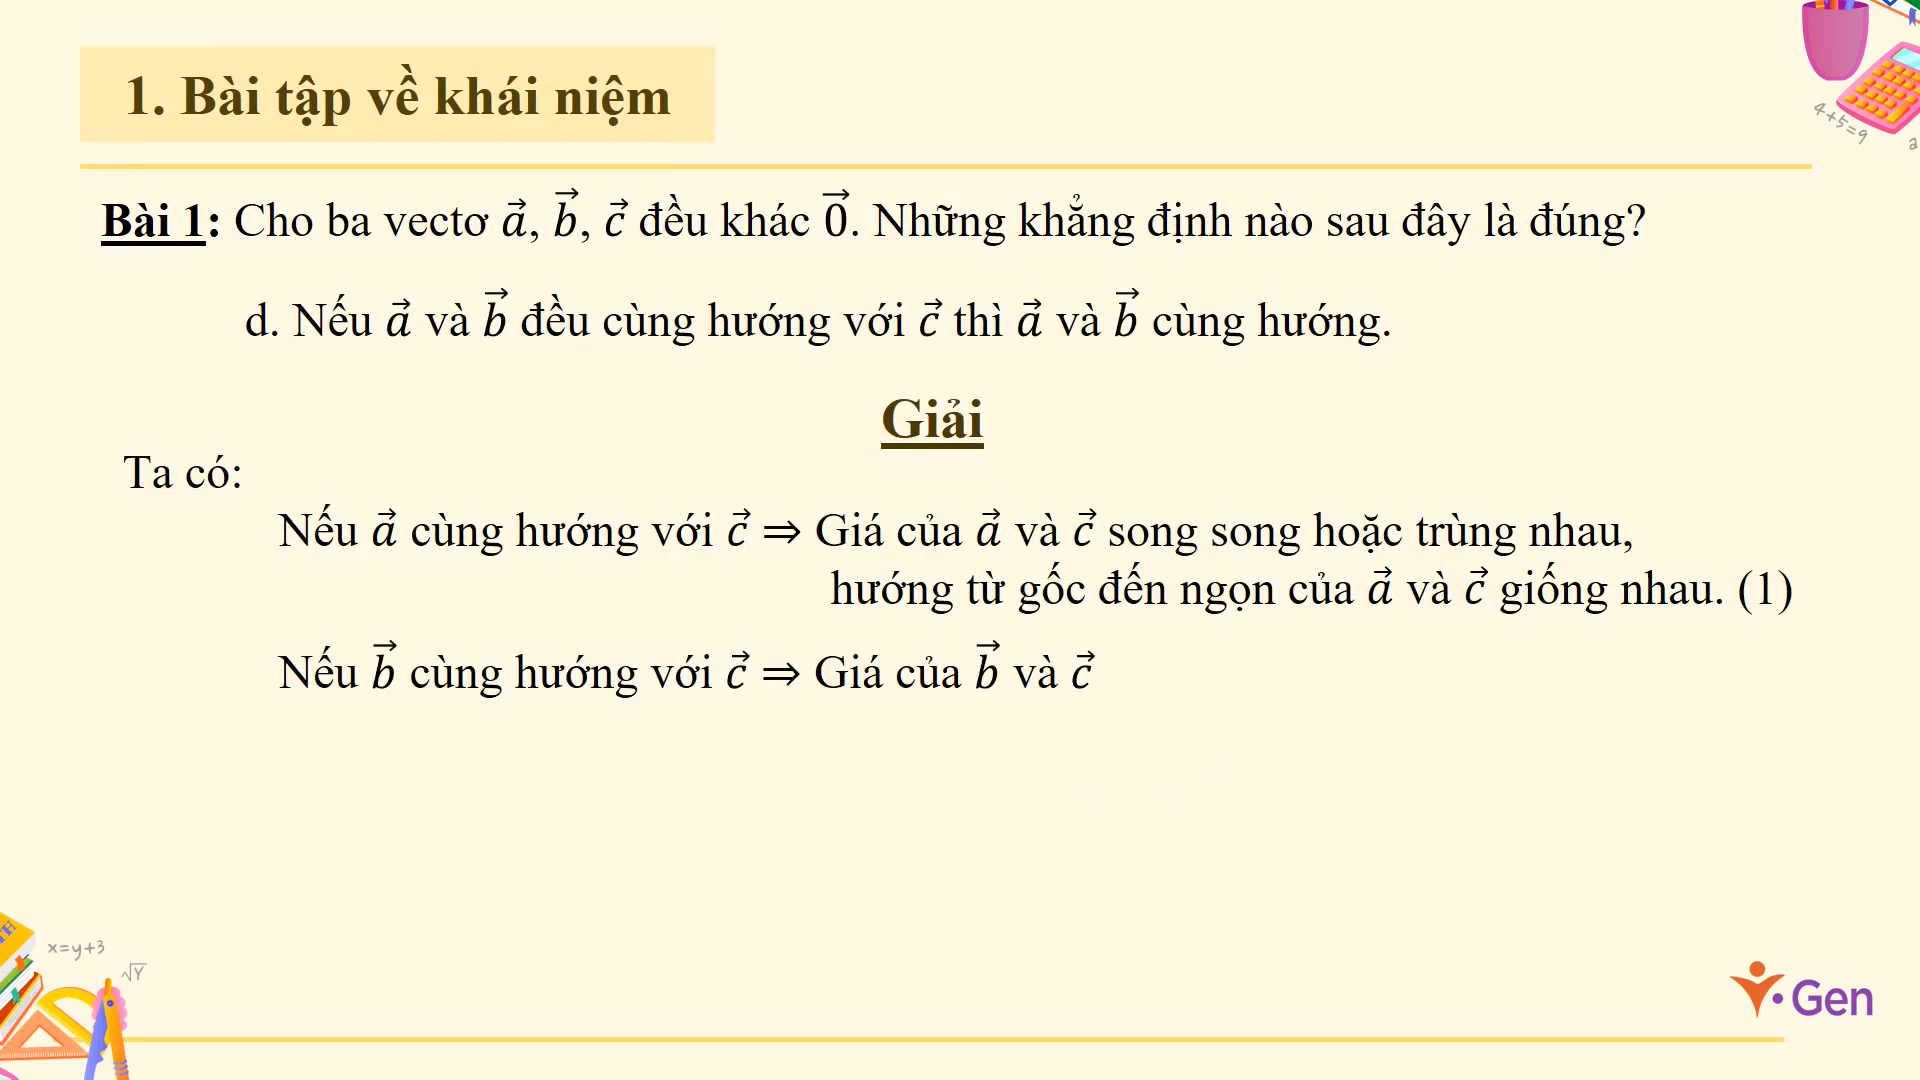 1. Bài tập về khái niệm
4+5=9
a
Bài 1: Cho ba vectơ a⃗, b⃗, c⃗ đều khác 0⃗. Những khẳng định nào sau đây là đúng?
d. Nếu a⃗ và b⃗ đều cùng hướng với c⃗ thì a⃗ và b⃗ cùng hướng.
Giải
Ta có:
Nếu a⃗ cùng hướng với c⃗ ⇒ Giá của a⃗ và c⃗ song song hoặc trùng nhau,
hướng từ gốc đến ngọn của a⃗ và c⃗ giống nhau. (1)
Nếu b⃗ cùng hướng với c⃗ ⇒ Giá của b⃗ và c⃗
x=y+3
√Y
Gen